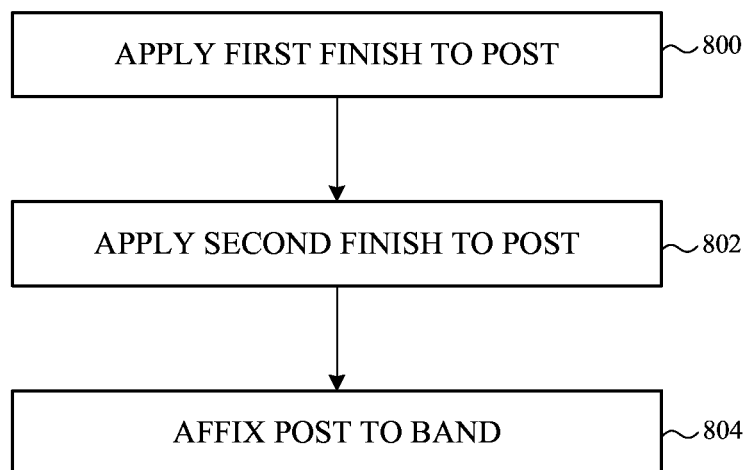 APPLY FIRST FINISH TO POST
800
APPLY SECOND FINISH TO POST
802
AFFIX POST TO BAND
804